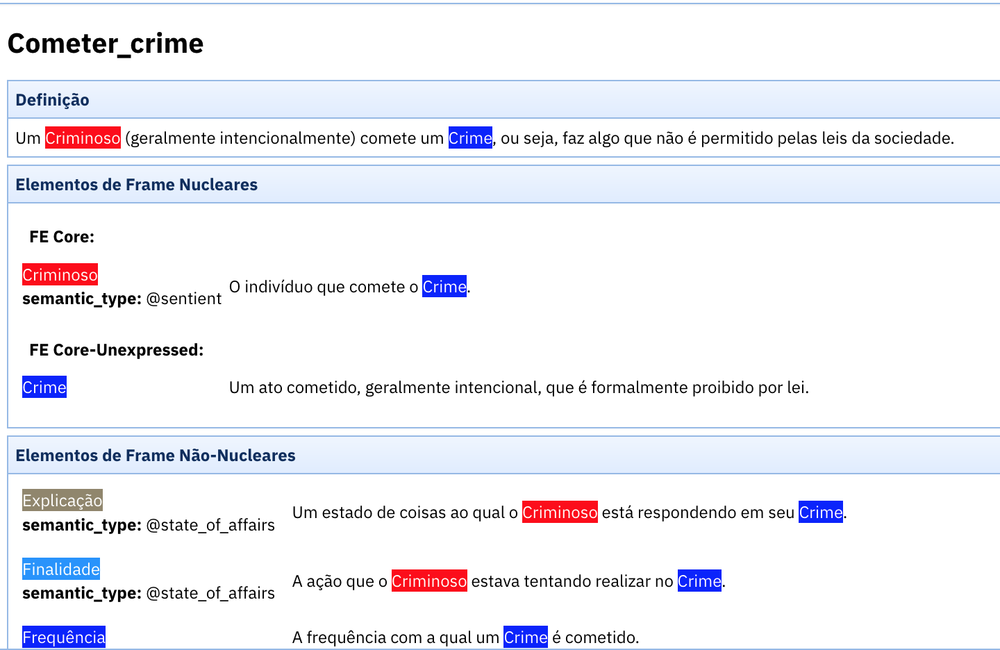 Cometer_crime
Definição
Um Criminoso (geralmente intencionalmente) comete um Crime, ou seja, faz algo que não é permitido pelas leis da sociedade.
Elementos de Frame Nucleares
FE Core:
Criminoso
semantic_type: @sentient
O indivíduo que comete o Crime.
FE Core-Unexpressed:
Crime
Um ato cometido, geralmente intencional, que é formalmente proibido por lei.
Elementos de Frame Não-Nucleares
Explicação
semantic_type: @state_of_affairs
Um estado de coisas ao qual o Criminoso está respondendo em seu Crime.
Finalidade
semantic_type: @state_of_affairs
A ação que o Criminoso estava tentando realizar no Crime.
Frequência
A frequência com a qual um Crime é cometido.